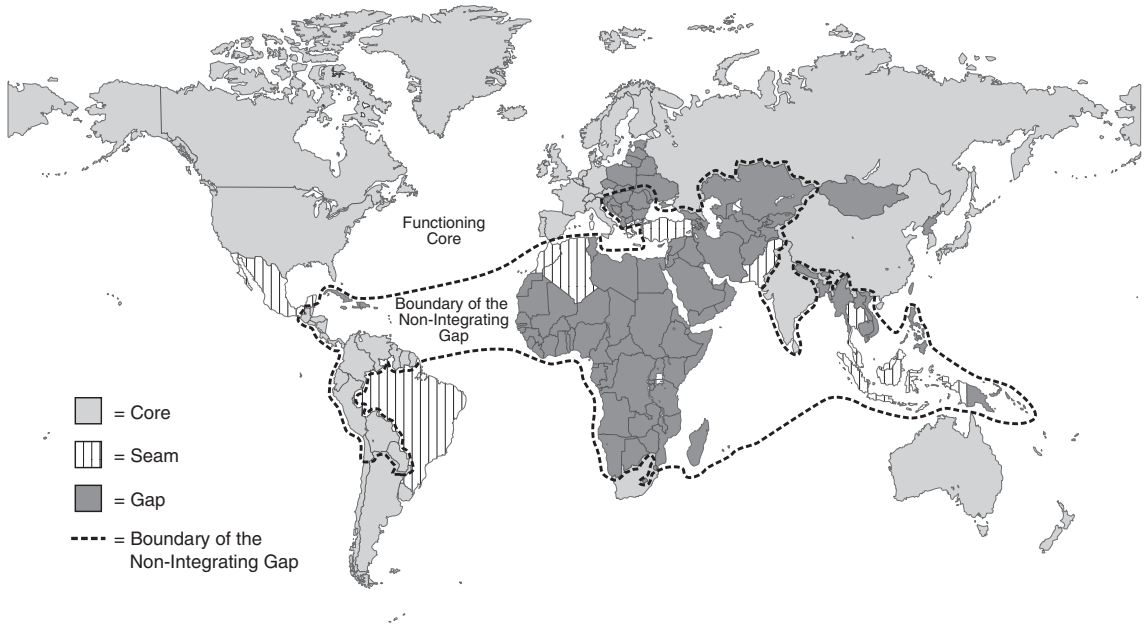 Functioning
Core
Boundary of the
Non-Integrating
Gap
= Core
= Seam
= Gap
= Boundary of the
Non-Integrating Gap